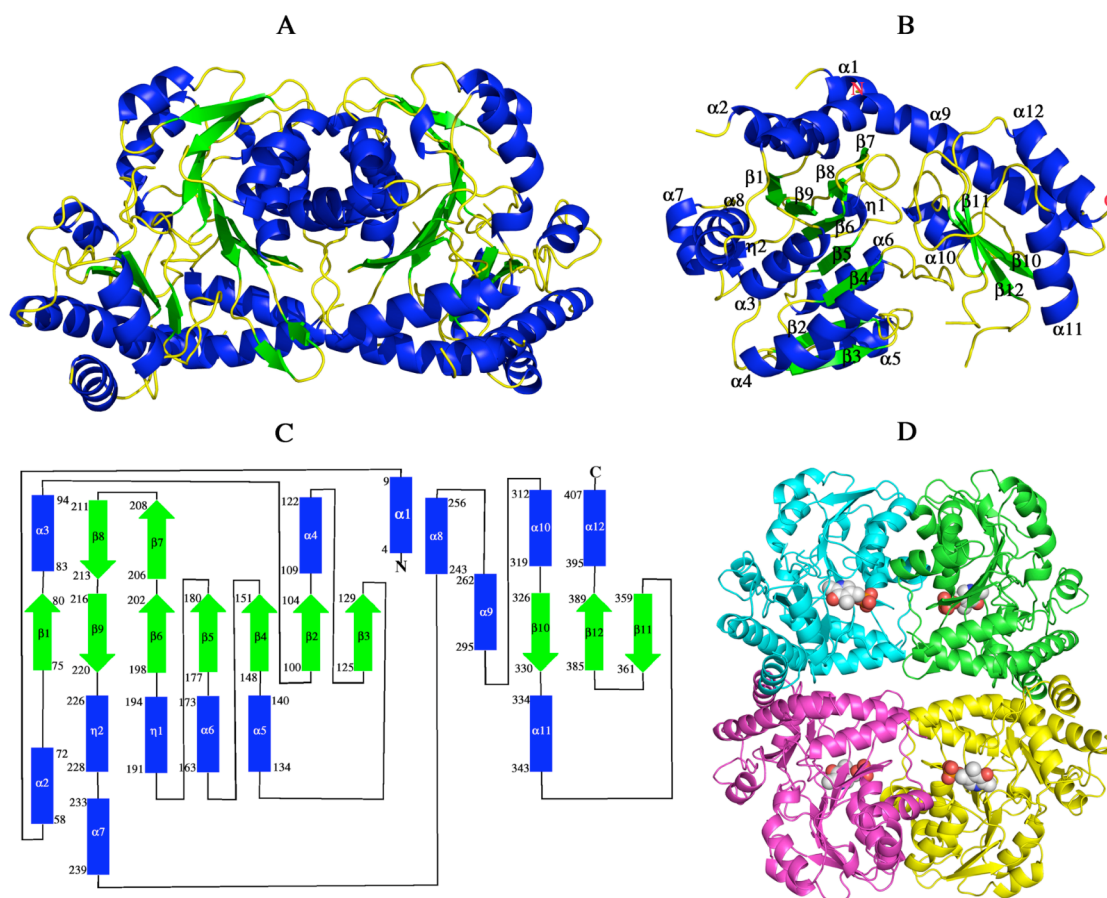 A
B
α1
N
α2
α9
α12
β7
β1
β8
C
α7
α8
β9
η1
β11
β6
η2
β5
α6
α10
β10
α3
β4
β12
β2
α11
α4
β3
α5
C
D
C
9
312
407
94
211
208
122
256
α3
β8
β7
α4
α1
α8
α10
α12
83
213
206
109
4
N
243
262
319
395
80
216
202
180
151
104
129
α9
326
389
359
β1
β9
β6
β5
β4
β2
β3
β10
β12
β11
75
220
198
177
148
100
125
295
330
385
361
226
194
173
140
334
η2
η1
α6
α5
α11
72
228
191
163
134
343
α2
233
58
α7
239